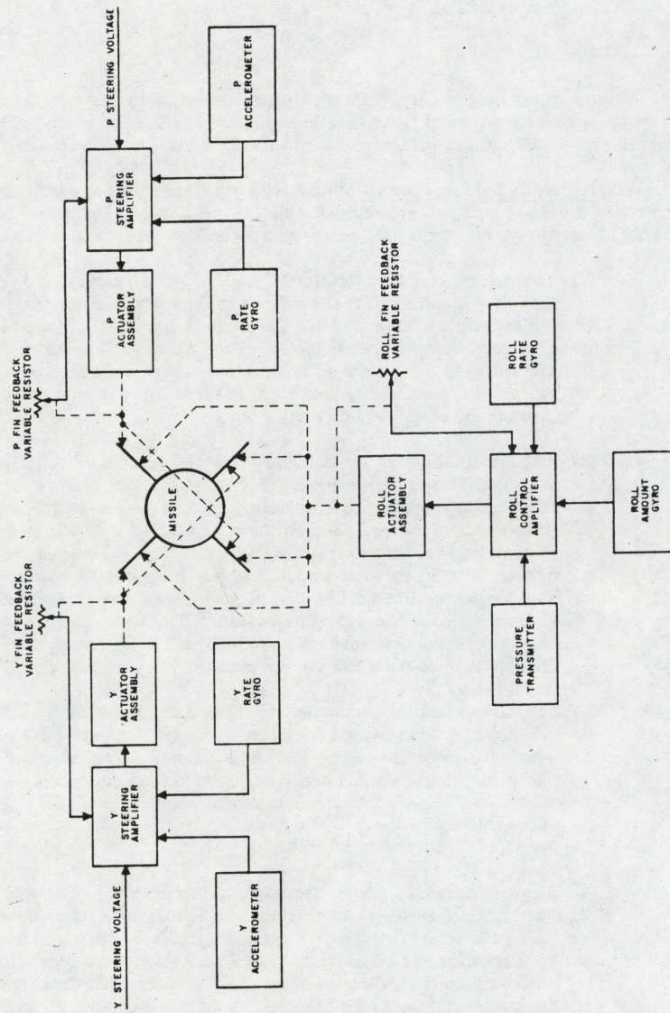 Y FIN FEEDBACK
VARIABLE RESISTOR
P FIN FEEDBACK
VARIABLE RESISTOR
Y STEERING VOLTAGE
Y
STEERING
AMPLIFIER
Y
ACTUATOR
ASSEMBLY
MISSILE
P
ACTUATOR
ASSEMBLY
P
STEERING
AMPLIFIER
P STEERING VOLTAGE
Y
ACCELEROMETER
Y
RATE
GYRO
P
RATE
GYRO
P
ACCELEROMETER
ROLL FIN FEEDBACK
VARIABLE RESISTOR
ROLL
ACTUATOR
ASSEMBLY
PRESSURE
TRANSMITTER
ROLL
CONTROL
AMPLIFIER
ROLL
RATE
GYRO
ROLL
AMOUNT
GYRO